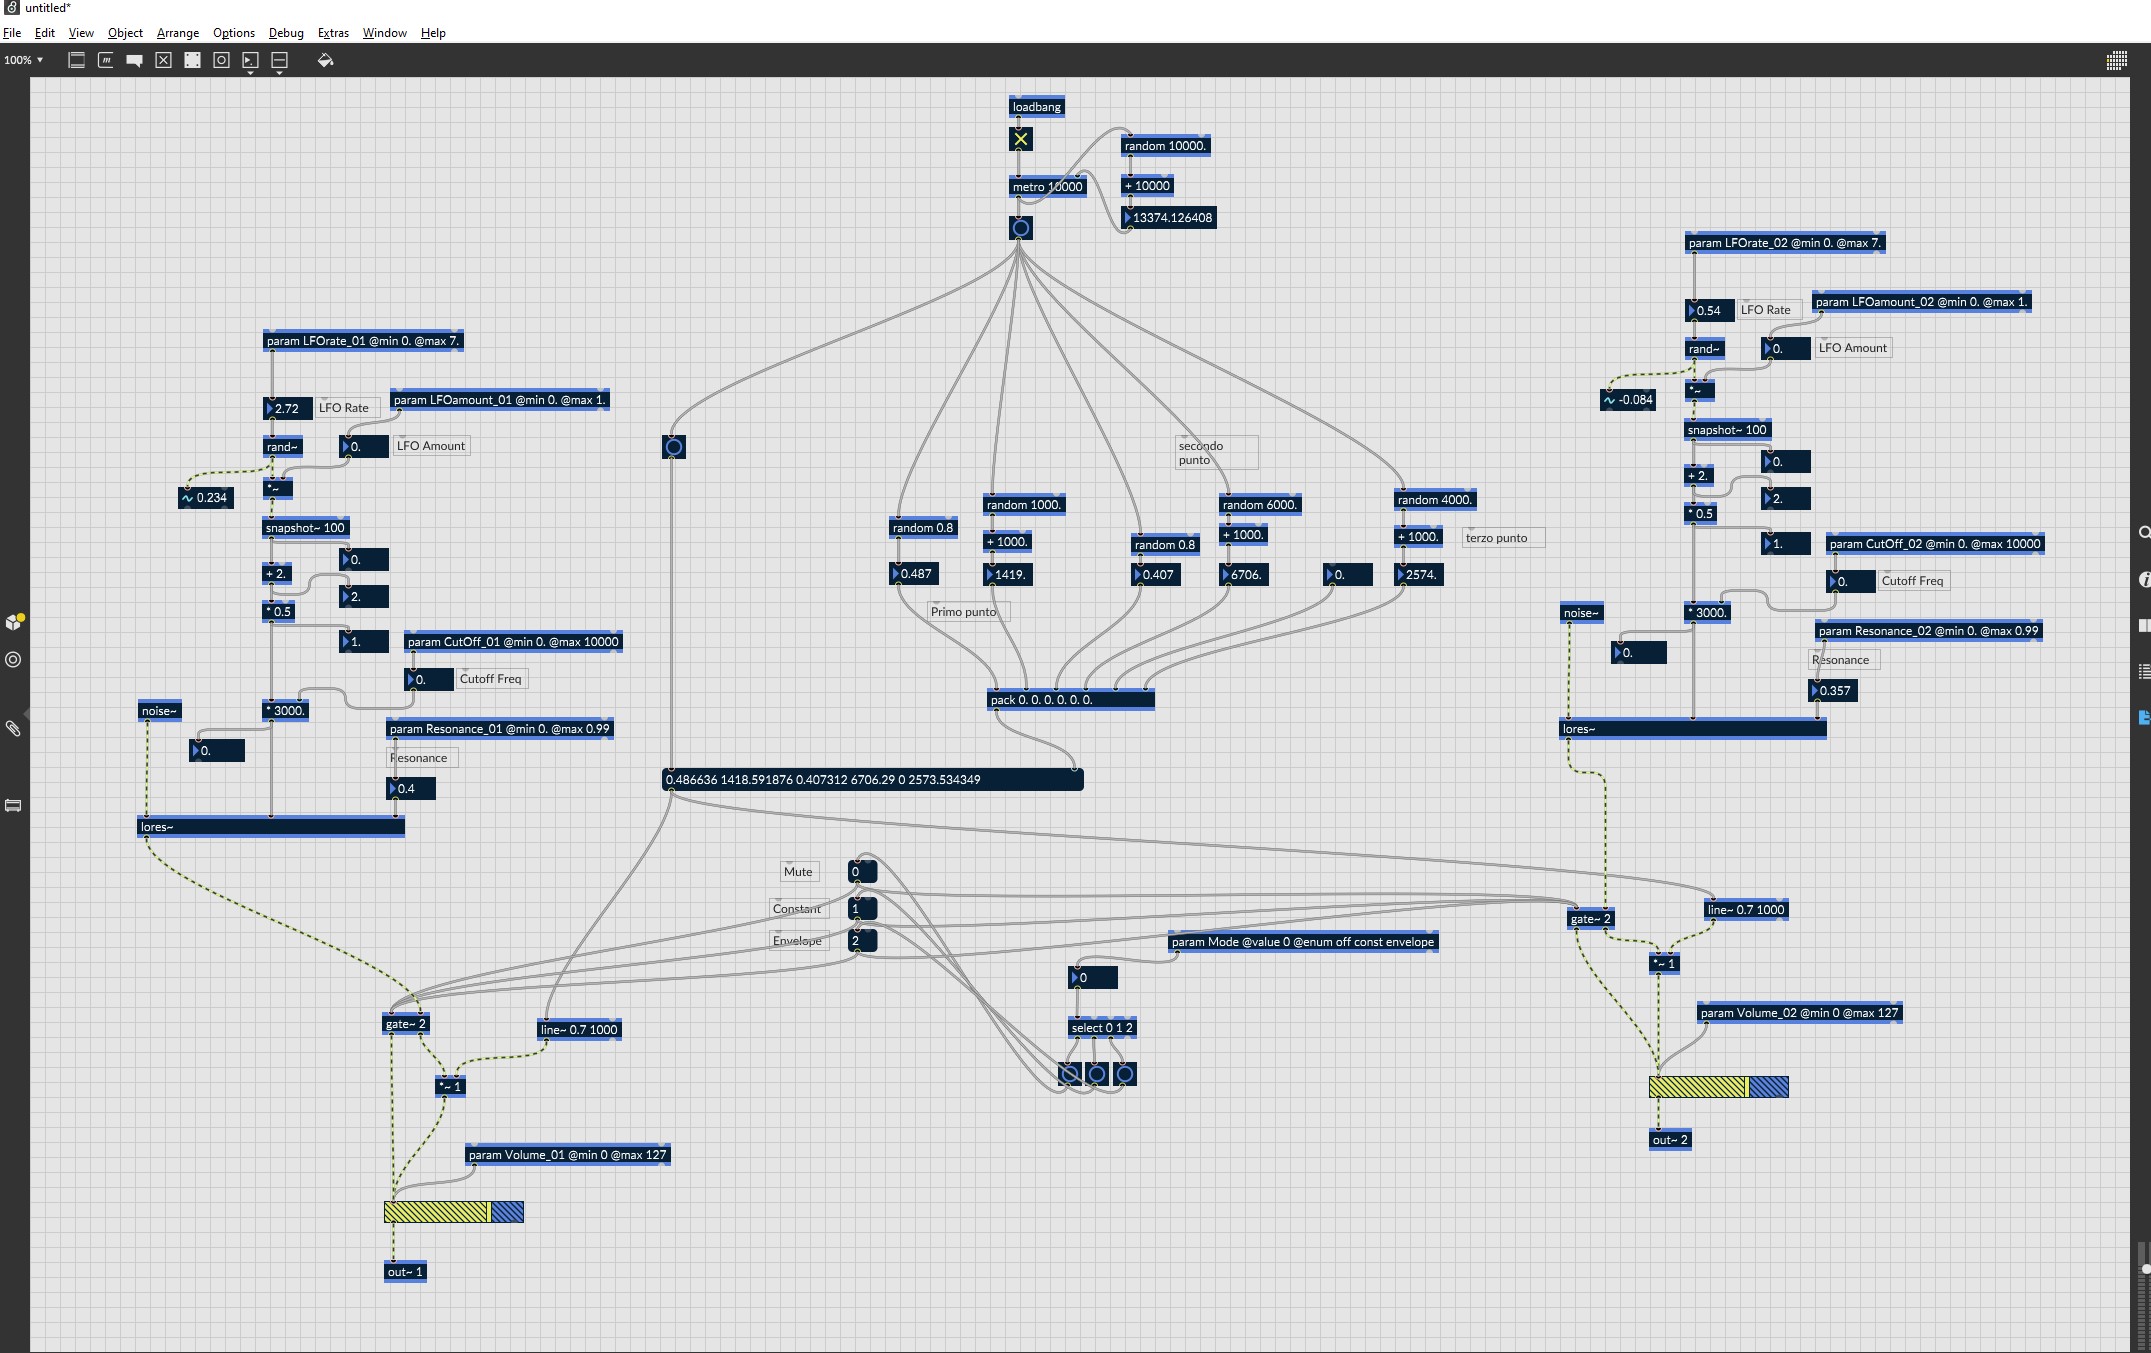 untitled*
File Edit View Object Arrange Options Debug Extras Window Help
100%
loadbang
random 10000.
metro 10000
+ 10000
13374.126408
param LFOrate_02 @min 0. @max 7.
param LFOamount_02 @min 0. @max 1.
0.54
LFO Rate
rand~
0.
LFO Amount
*~
-0.084
snapshot~ 100
0.
+ 2.
2.
* 0.5
1.
param CutOff_02 @min 0. @max 10000
0.
Cutoff Freq
noise~
* 3000.
param Resonance_02 @min 0. @max 0.99
0.
Resonance
0.357
lores~
param LFOrate_01 @min 0. @max 7.
param LFOamount_01 @min 0. @max 1.
2.72
LFO Rate
rand~
0.
LFO Amount
*~
0.234
snapshot~ 100
0.
+ 2.
2.
* 0.5
1.
param CutOff_01 @min 0. @max 10000
0.
Cutoff Freq
noise~
* 3000.
param Resonance_01 @min 0. @max 0.99
0.
Resonance
0.4
lores~
secondo
punto
random 0.8
random 1000.
random 0.8
random 6000.
random 4000.
+ 1000.
+ 1000.
+ 1000.
terzo punto
0.487
1419.
0.407
6706.
0.
2574.
Primo punto
pack 0. 0. 0. 0. 0. 0.
0.486636 1418.591876 0.407312 6706.29 0 2573.534349
Mute
0
Constant
1
Envelope
2
param Mode @value 0 @enum off const envelope
0
select 0 1 2
gate~ 2
line~ 0.7 1000
*~ 1
param Volume_01 @min 0 @max 127
out~ 1
gate~ 2
line~ 0.7 1000
*~ 1
param Volume_02 @min 0 @max 127
out~ 2